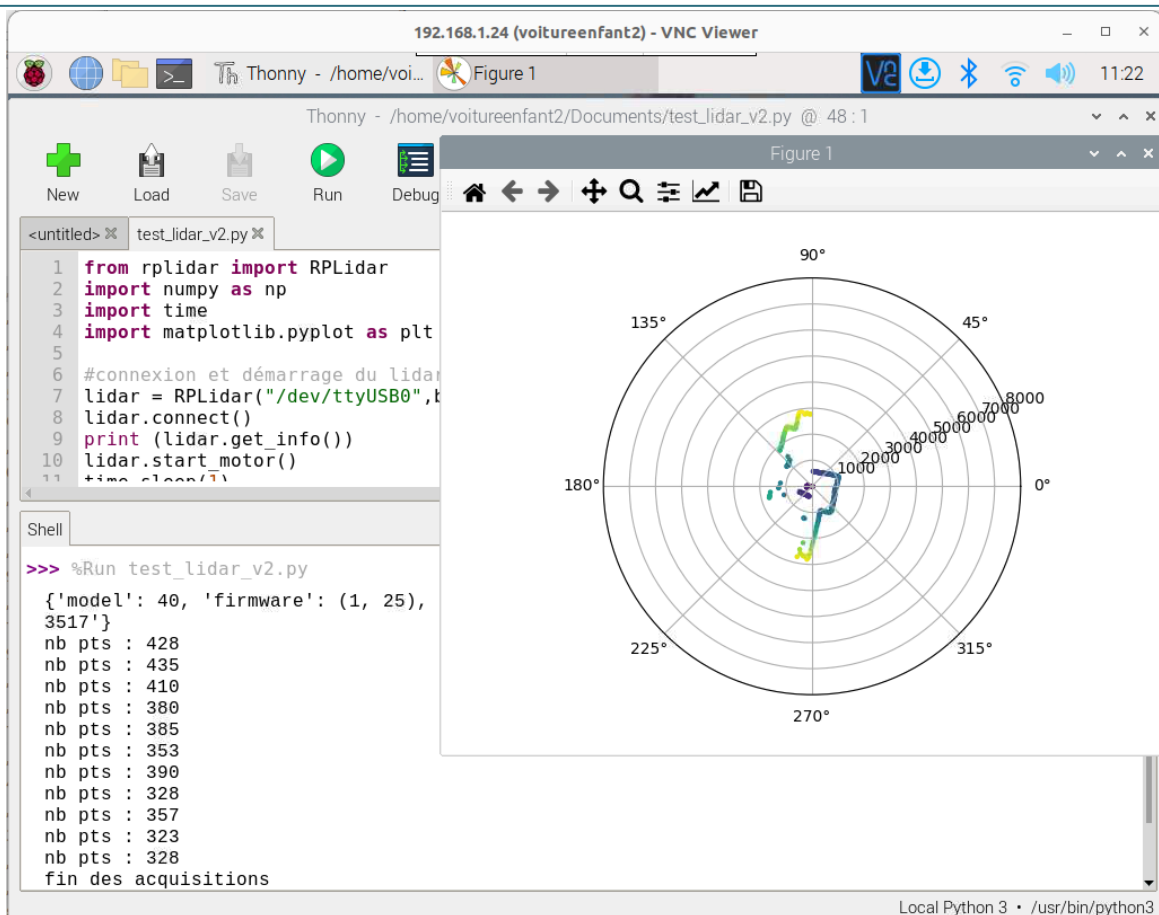 192.168.1.24 (voitureenfant2) - VNC Viewer
Thonny - /home/voi...
Figure 1
11:22
Thonny - /home/voitureenfant2/Documents/test_lidar_v2.py @ 48 : 1
New Load Save Run Debug
Figure 1
<untitled> test_lidar_v2.py
1 from rplidar import RPLidar
2 import numpy as np
3 import time
4 import matplotlib.pyplot as plt
5
6 #connexion et démarrage du lidar
7 lidar = RPLidar("/dev/ttyUSB0",b
8 lidar.connect()
9 print (lidar.get_info())
10 lidar.start_motor()
11 time.sleep(1)
90°
135° 45°
8000
7000
6000
5000
4000
3000
2000
1000
180° 0°
225° 315°
270°
Shell
>>> %Run test_lidar_v2.py
{'model': 40, 'firmware': (1, 25),
3517'}
nb pts : 428
nb pts : 435
nb pts : 410
nb pts : 380
nb pts : 385
nb pts : 353
nb pts : 390
nb pts : 328
nb pts : 357
nb pts : 323
nb pts : 328
fin des acquisitions
Local Python 3 • /usr/bin/python3